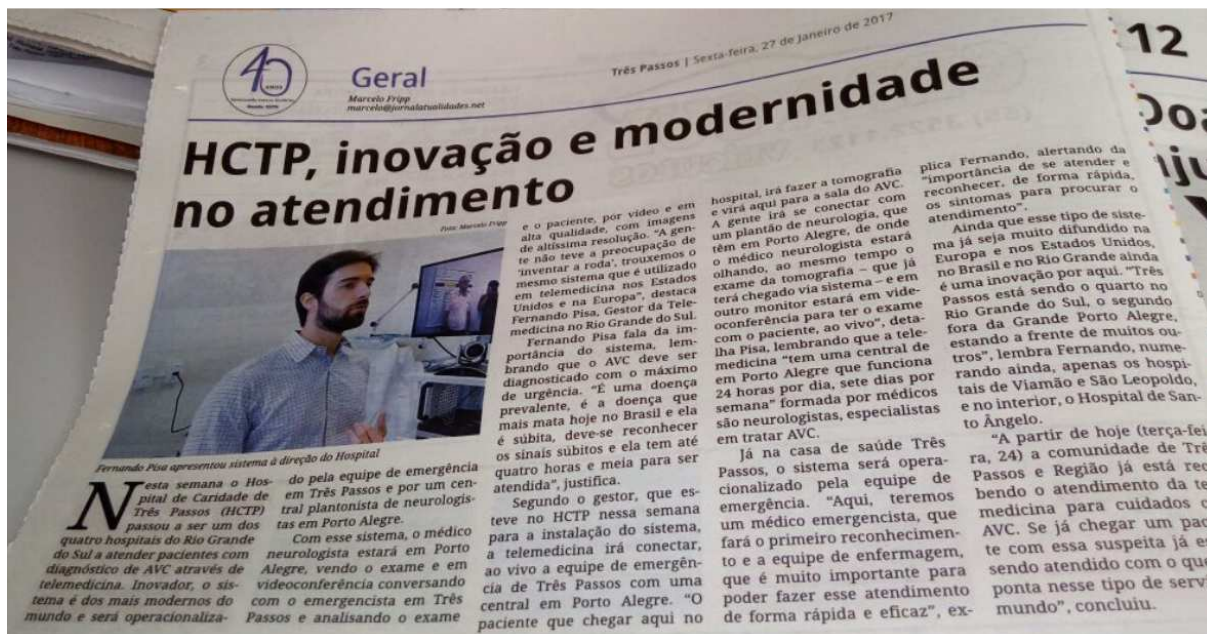 40
ANOS
Geral
Marcelo Fripp
marcelo@jornalatualidades.net
Três Passos | Sexta-feira, 27 de Janeiro de 2017
HCTP, inovação e modernidade
no atendimento
Foto: Marcelo Fripp
Fernando Pisa apresentou sistema à direção do Hospital
Nesta semana o Hos-
pital de Caridade de
Três Passos (HCTP)
passou a ser um dos
quatro hospitais do Rio Grande
do Sul a atender pacientes com
diagnóstico de AVC através de
telemedicina. Inovador, o sis-
tema é dos mais modernos do
mundo e será operacionaliza-
do pela equipe de emergência
em Três Passos e por um cen-
tral plantonista de neurologis-
tas em Porto Alegre.
Com esse sistema, o médico
neurologista estará em Porto
Alegre, vendo o exame e em
videoconferência conversando
com o emergencista em Três
Passos e analisando o exame
e o paciente, por vídeo e em
alta qualidade, com imagens
de altíssima resolução. "A gen-
te não teve a preocupação de
'inventar a roda', trouxemos o
mesmo sistema que é utilizado
em telemedicina nos Estados
Unidos e na Europa", destaca
Fernando Pisa, Gestor da Tele-
medicina no Rio Grande do Sul.
Fernando Pisa fala da im-
portância do sistema, lem-
brando que o AVC deve ser
diagnosticado com o máximo
de urgência. "É uma doença
prevalente, é a doença que
mais mata hoje no Brasil e ela
é súbita, deve-se reconhecer
os sinais súbitos e ela tem até
quatro horas e meia para ser
atendida", justifica.
Segundo o gestor, que es-
teve no HCTP nessa semana
para a instalação do sistema,
a telemedicina irá conectar,
ao vivo a equipe de emergên-
cia de Três Passos com uma
central em Porto Alegre. "O
paciente que chegar aqui no
hospital, irá fazer a tomografia
e virá aqui para a sala do AVC.
A gente irá se conectar com
um plantão de neurologia, que
têm em Porto Alegre, de onde
o médico neurologista estará
olhando, ao mesmo tempo o
exame da tomografia – que já
terá chegado via sistema – e em
outro monitor estará em vide-
oconferência para ter o exame
com o paciente, ao vivo", deta-
lha Pisa, lembrando que a tele-
medicina "tem uma central de
em Porto Alegre que funciona
24 horas por dia, sete dias por
semana" formada por médicos
são neurologistas, especialistas
em tratar AVC.
Já na casa de saúde Três
Passos, o sistema será opera-
cionalizado pela equipe de
emergência. "Aqui, teremos
um médico emergencista, que
fará o primeiro reconhecimen-
to e a equipe de enfermagem,
que é muito importante para
poder fazer esse atendimento
de forma rápida e eficaz", ex-
plica Fernando, alertando da
"importância de se atender e
reconhecer, de forma rápida,
os sintomas para procurar o
atendimento".
Ainda que esse tipo de siste-
ma já seja muito difundido na
Europa e nos Estados Unidos,
no Brasil e no Rio Grande ainda
é uma inovação por aqui. "Três
Passos está sendo o quarto no
Rio Grande do Sul, o segundo
fora da Grande Porto Alegre,
estando a frente de muitos ou-
tros", lembra Fernando, nume-
rando ainda, apenas os hospi-
tais de Viamão e São Leopoldo,
e no interior, o Hospital de San-
to Ângelo.
"A partir de hoje (terça-fei
ra, 24) a comunidade de Trê
Passos e Região já está rec
bendo o atendimento da te
medicina para cuidados
AVC. Se já chegar um pac
te com essa suspeita já es
sendo atendido com o que
ponta nesse tipo de servi
mundo", concluiu.
12
Doa